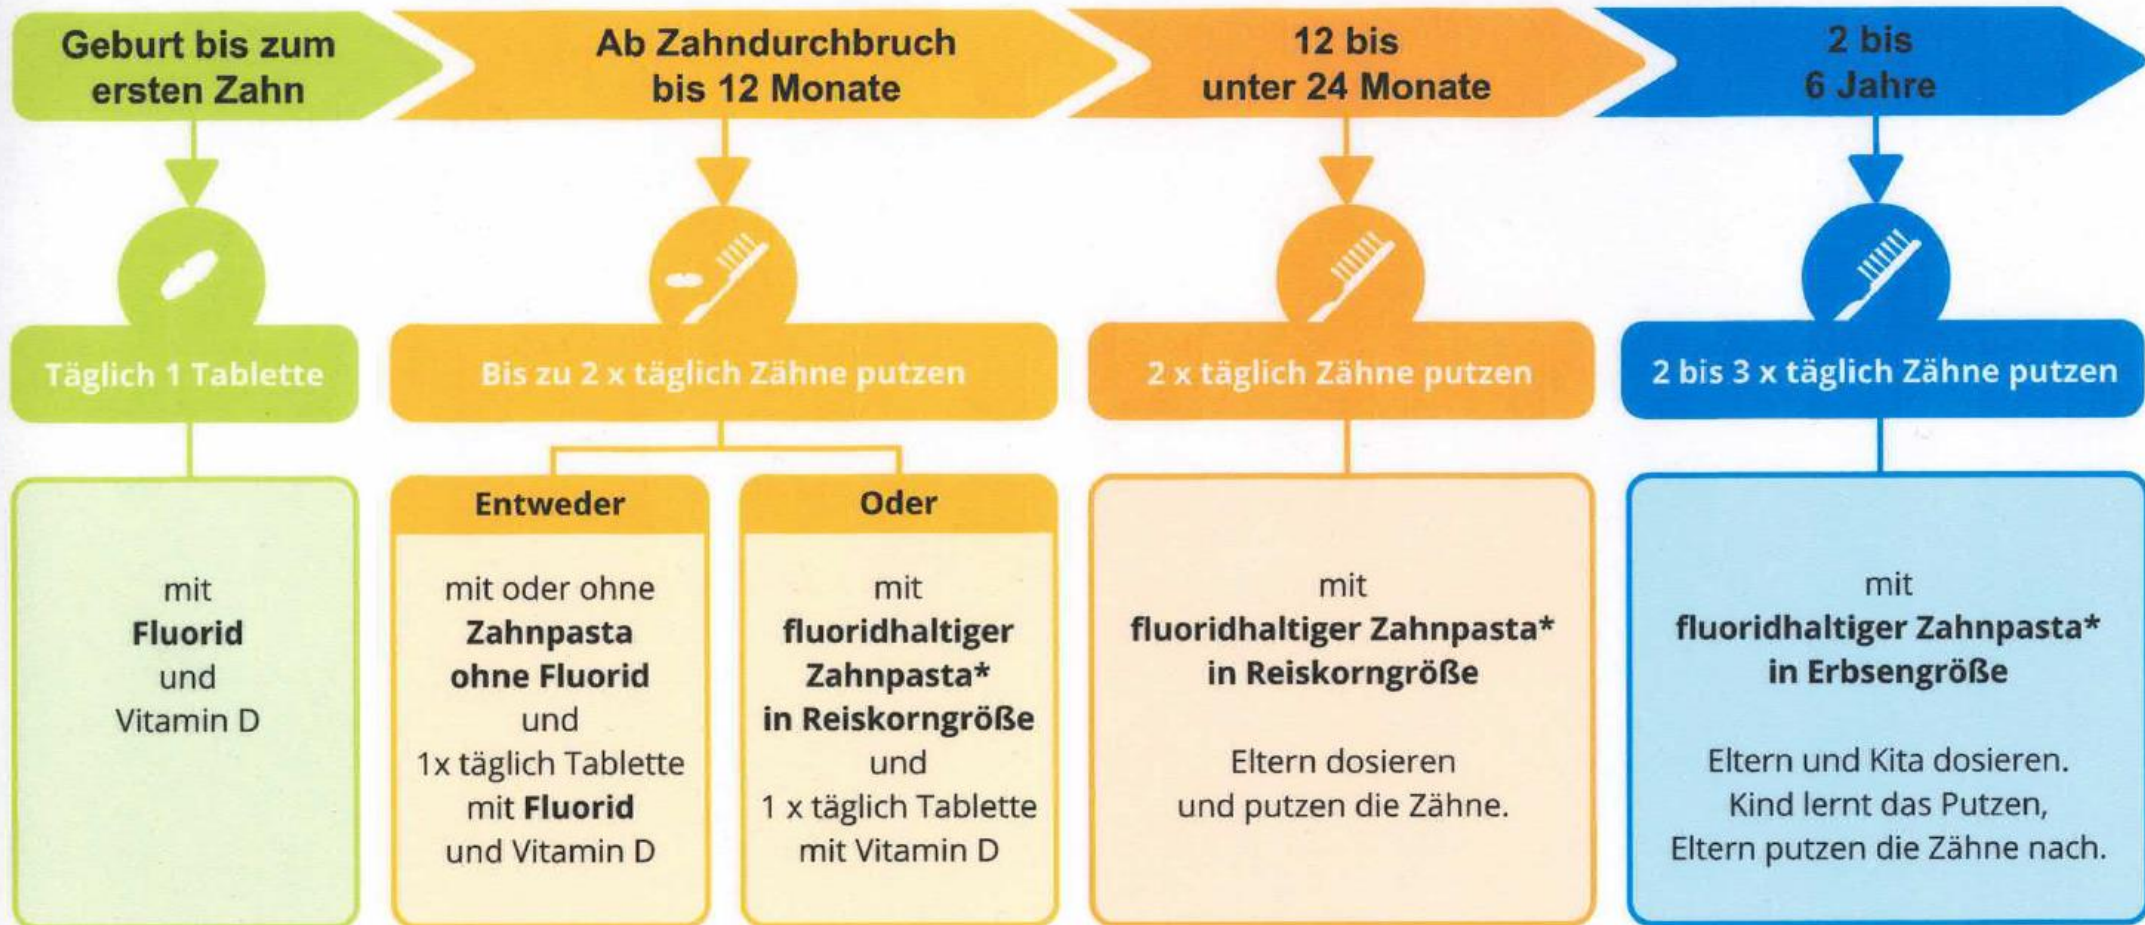 Geburt bis zum
ersten Zahn
Ab Zahndurchbruch
bis 12 Monate
12 bis
unter 24 Monate
2 bis
6 Jahre
Täglich 1 Tablette
Bis zu 2 x täglich Zähne putzen
2 x täglich Zähne putzen
2 bis 3 x täglich Zähne putzen
mit
Fluorid
und
Vitamin D
Entweder
mit oder ohne
Zahnpasta
ohne Fluorid
und
1x täglich Tablette
mit Fluorid
und Vitamin D
Oder
mit
fluoridhaltiger
Zahnpasta*
in Reiskorngröße
und
1 x täglich Tablette
mit Vitamin D
mit
fluoridhaltiger Zahnpasta*
in Reiskorngröße
Eltern dosieren
und putzen die Zähne.
mit
fluoridhaltiger Zahnpasta*
in Erbsengröße
Eltern und Kita dosieren.
Kind lernt das Putzen,
Eltern putzen die Zähne nach.